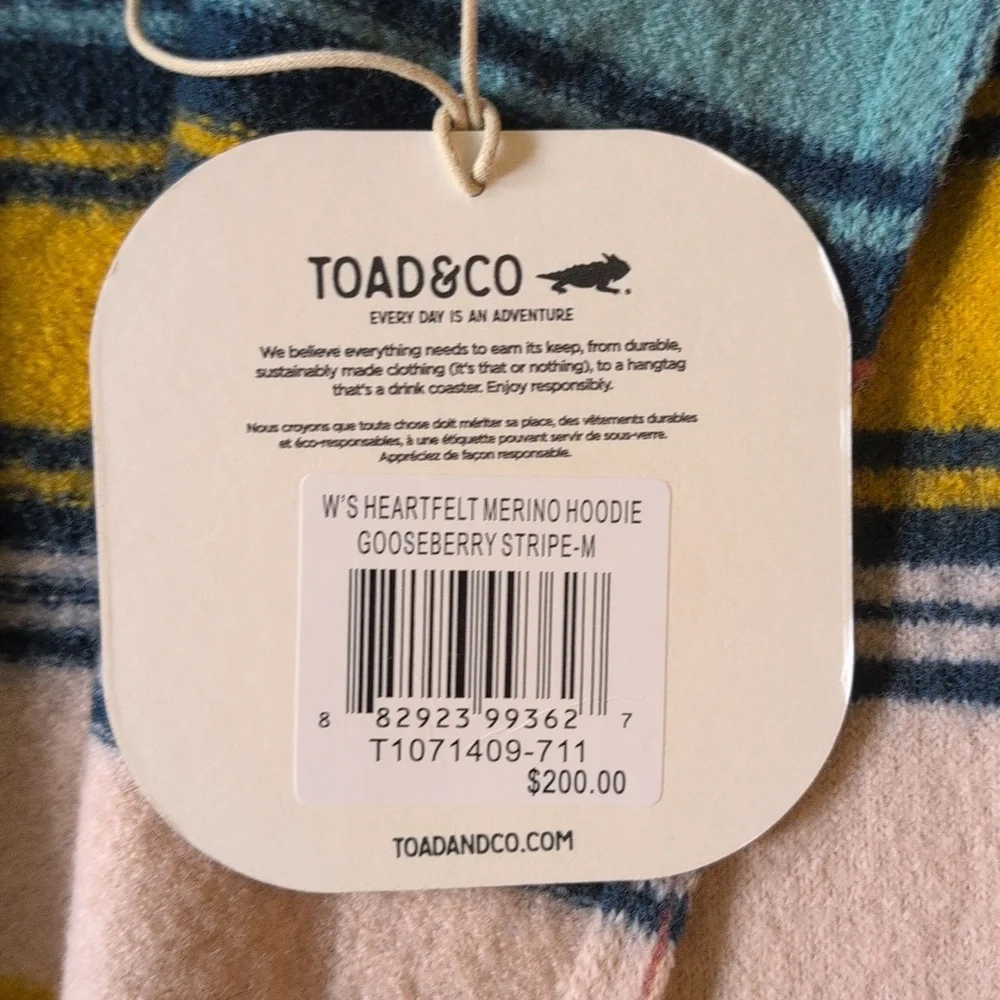 TOAD&CO
EVERY DAY IS AN ADVENTURE
We believe everything needs to earn its keep, from durable,
sustainably made clothing (it's that or nothing), to a hangtag
that's a drink coaster. Enjoy responsibly.
Nous croyons que toute chose doit mériter sa place, des vêtements durables
et éco-responsables, à une étiquette pouvant servir de sous-verre.
Appréciez de façon responsable.
W'S HEARTFELT MERINO HOODIE
GOOSEBERRY STRIPE-M
8 82923 99362 7
T1071409-711
$200.00
TOADANDCO.COM